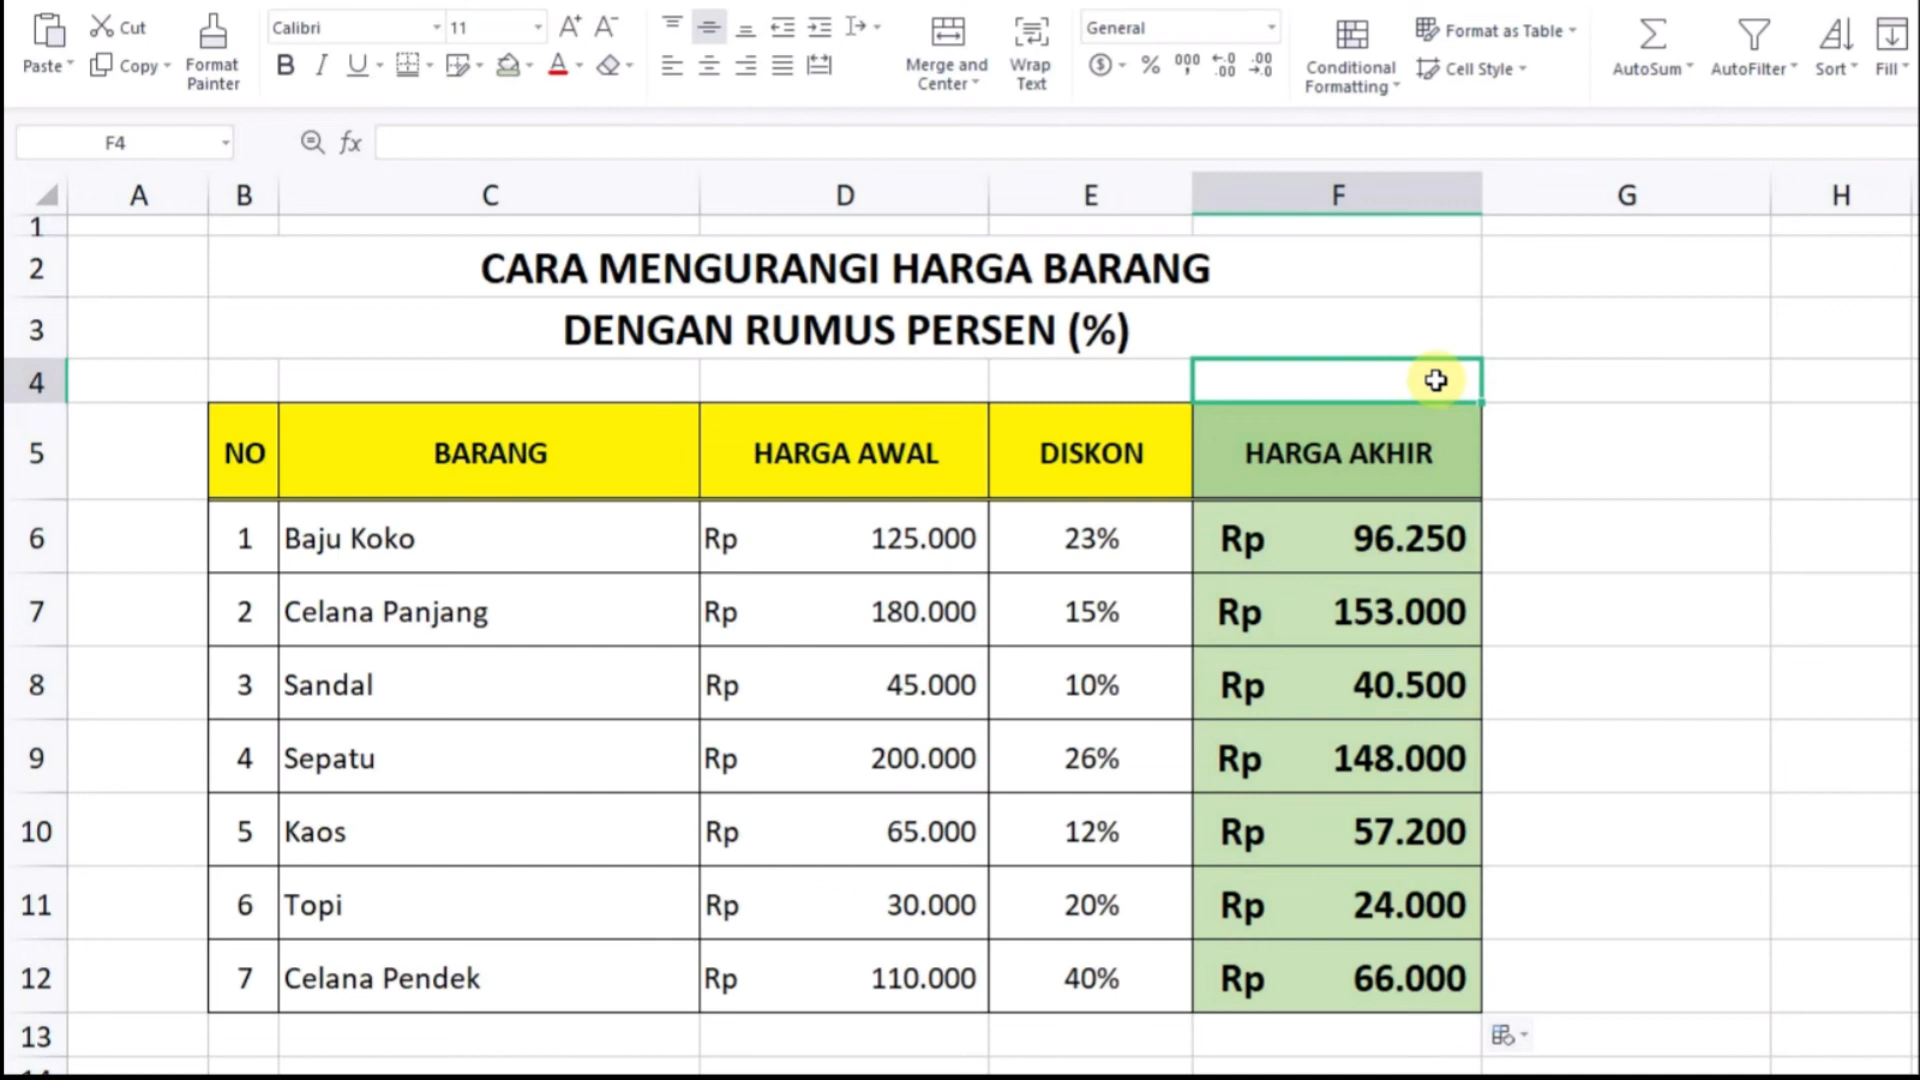 Cut
Calibri
11
A+
A-
General
Format as Table
AutoSum
AutoFilter
Sort
Fill
Paste
Copy
Format
Painter
B
I
U
A
Merge and
Center
Wrap
Text
%
000
.00
.0
Conditional
Formatting
Cell Style
F4
fx
A B C D E F G H
1
2 CARA MENGURANGI HARGA BARANG
3 DENGAN RUMUS PERSEN (%)
4
5 NO BARANG HARGA AWAL DISKON HARGA AKHIR
6 1 Baju Koko Rp 125.000 23% Rp 96.250
7 2 Celana Panjang Rp 180.000 15% Rp 153.000
8 3 Sandal Rp 45.000 10% Rp 40.500
9 4 Sepatu Rp 200.000 26% Rp 148.000
10 5 Kaos Rp 65.000 12% Rp 57.200
11 6 Topi Rp 30.000 20% Rp 24.000
12 7 Celana Pendek Rp 110.000 40% Rp 66.000
13